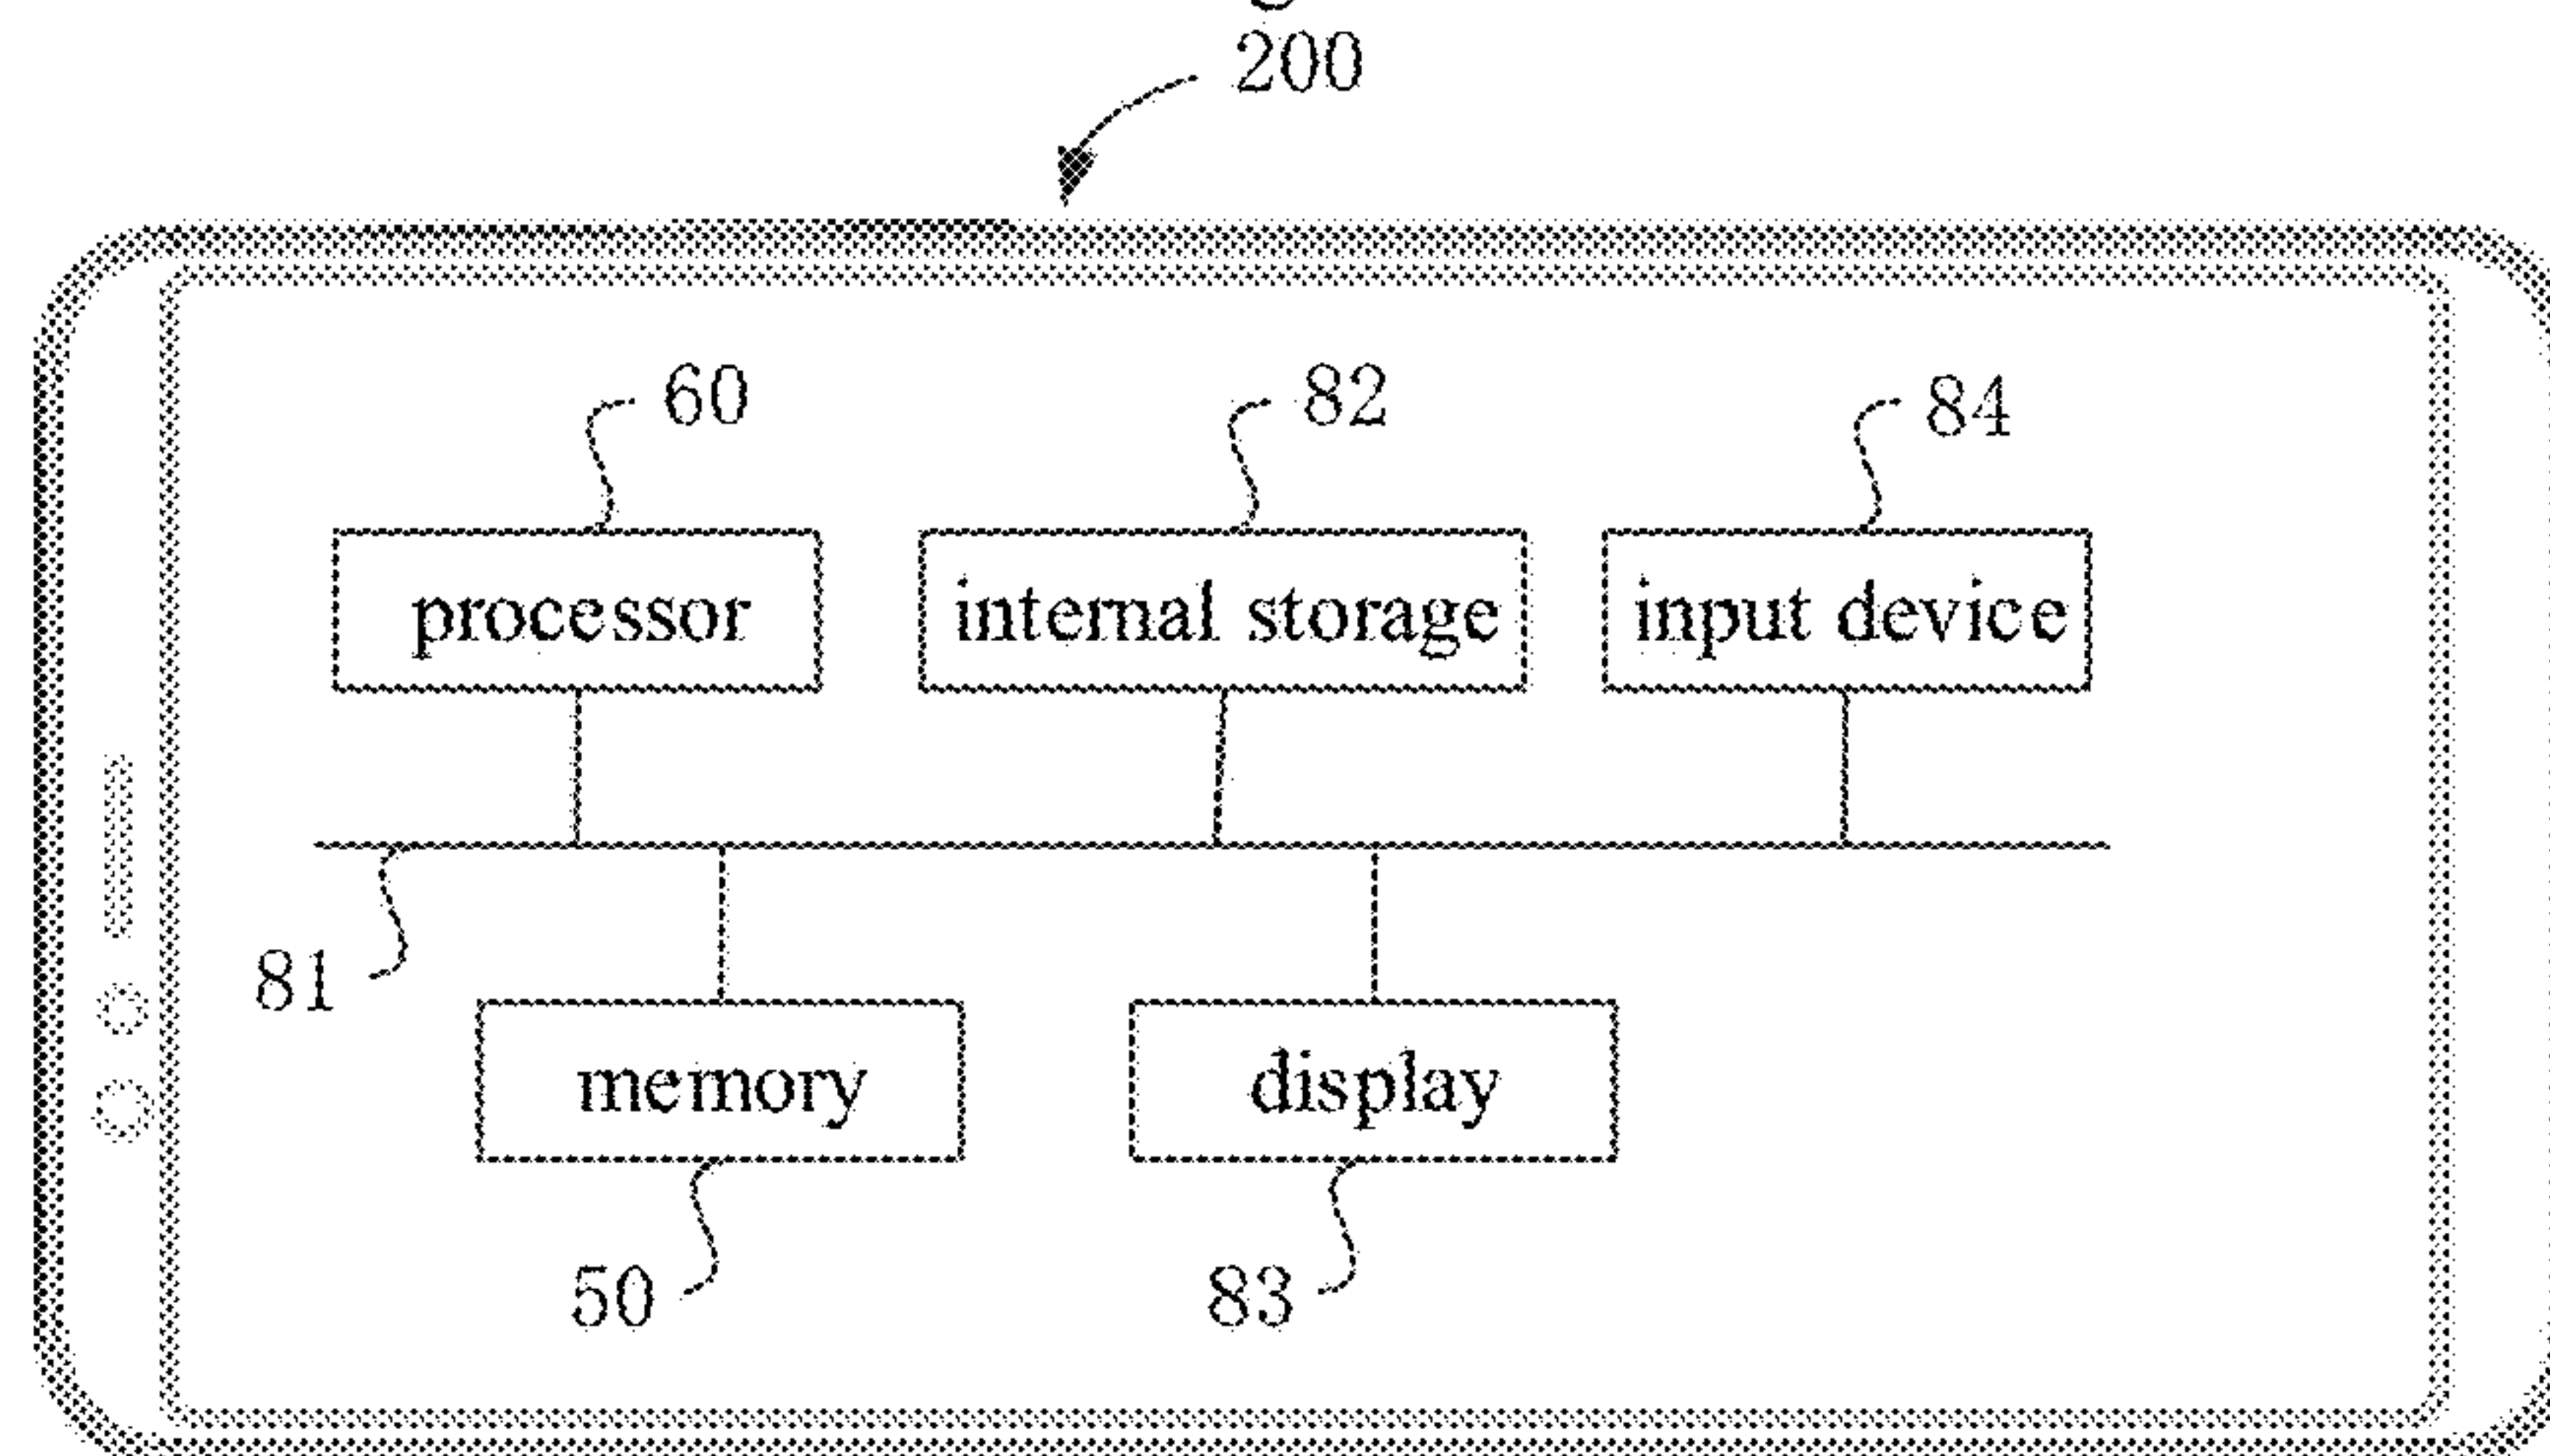 200
60
82
84
processor
internal storage
input device
81
memory
display
50
83